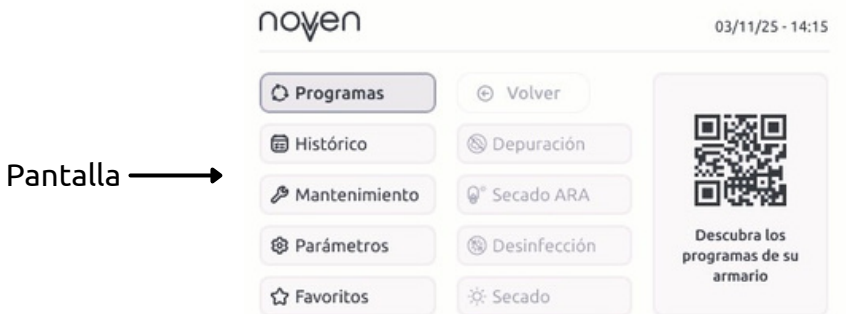 noven
03/11/25 - 14:15
Pantalla
Programas
Histórico
Mantenimiento
Parámetros
Favoritos
Volver
Depuración
Secado ARA
Desinfección
Secado
Descubra los
programas de su
armario